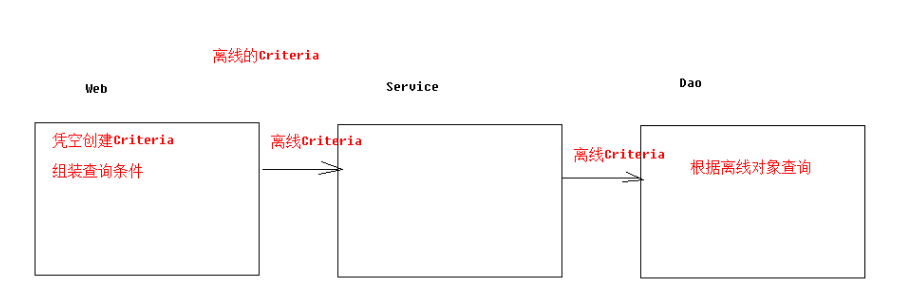 离线的Criteria
Web
Service
Dao
凭空创建Criteria
组装查询条件
离线Criteria
离线Criteria
根据离线对象查询